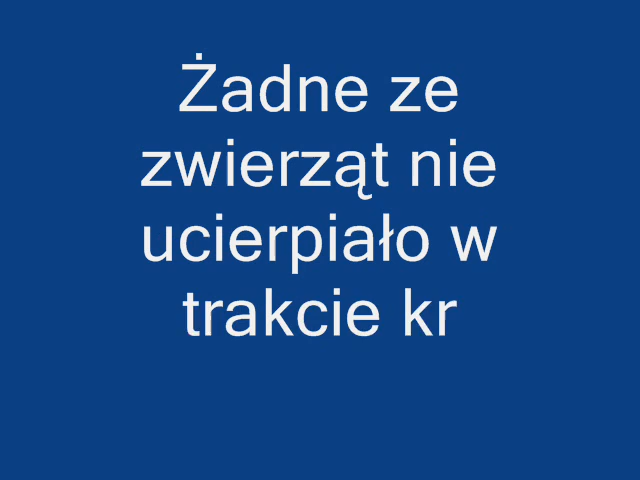 Żadne ze
zwierząt nie
ucierpiało w
trakcie kr